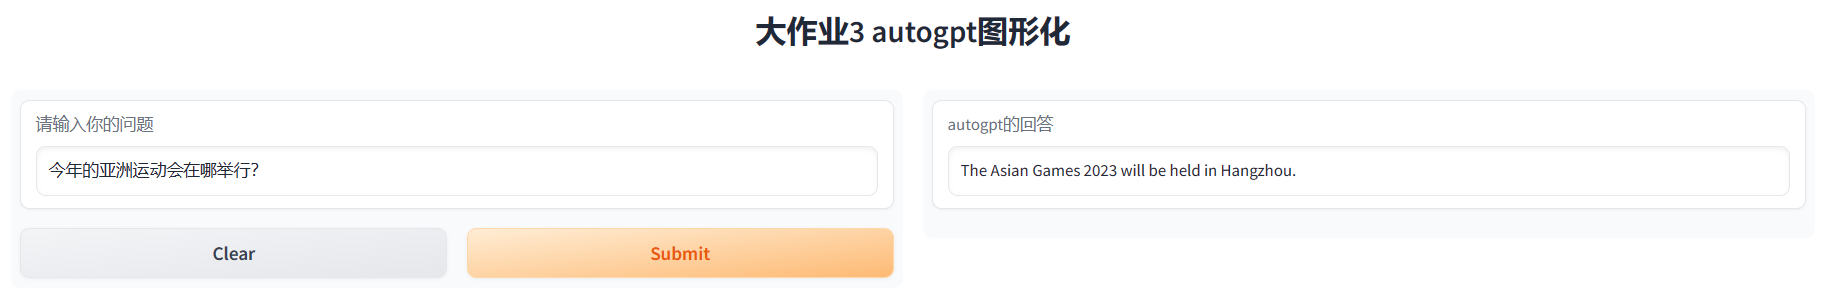 大作业3 autogpt图形化
请输入你的问题
今年的亚洲运动会在哪举行?
Clear
Submit
autogpt的回答
The Asian Games 2023 will be held in Hangzhou.